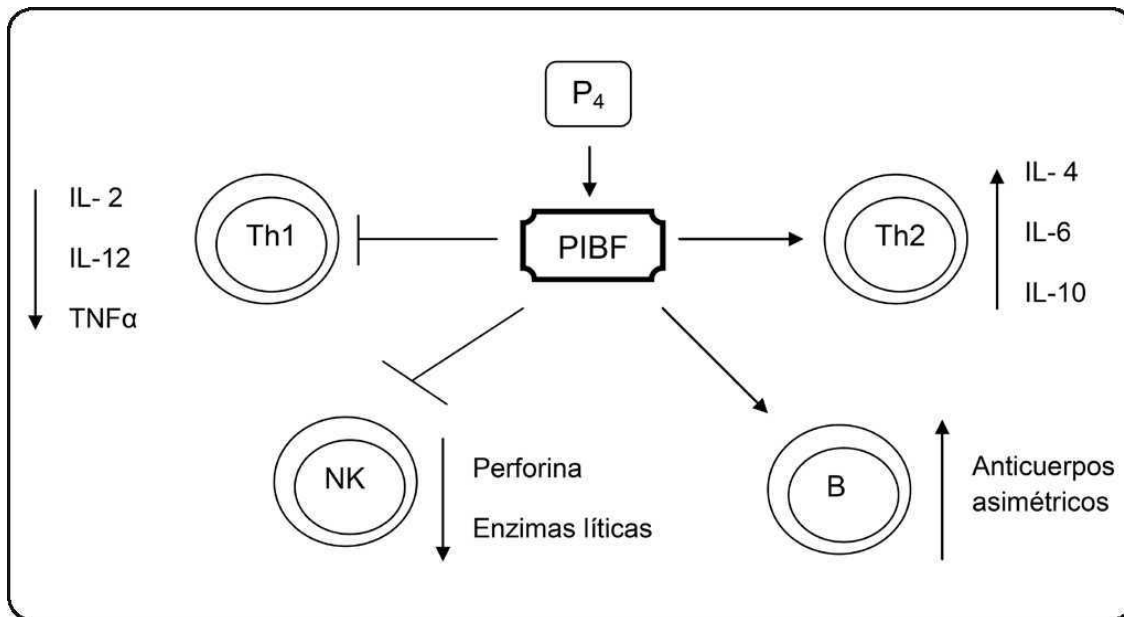 P₄
IL- 2
IL-12
TNFα
Th1
PIBF
Th2
IL- 4
IL-6
IL-10
NK
Perforina
Enzimas líticas
B
Anticuerpos
asimétricos